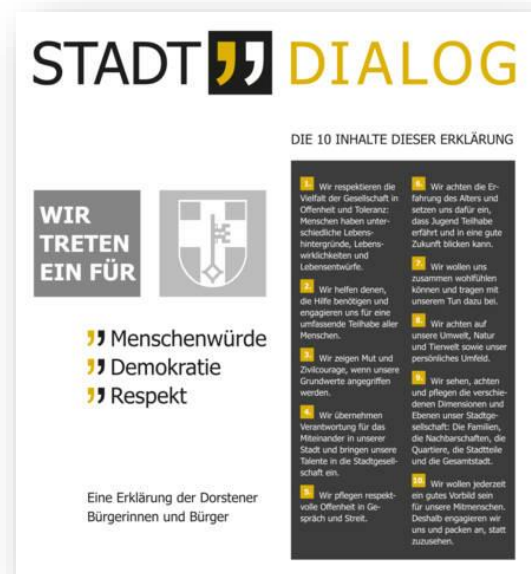 STADT DIALOG
WIR
TRETEN
EIN FÜR
Menschenwürde
Demokratie
Respekt
Eine Erklärung der Dorstener
Bürgerinnen und Bürger
DIE 10 INHALTE DIESER ERKLÄRUNG
1. Wir respektieren die
Vielfalt der Gesellschaft in
Offenheit und Toleranz:
Menschen haben unter-
schiedliche Lebens-
hintergründe, Lebens-
wirklichkeiten und
Lebensentwürfe.
2. Wir helfen denen,
die Hilfe benötigen und
engagieren uns für eine
umfassende Teilhabe aller
Menschen.
3. Wir zeigen Mut und
Zivilcourage, wenn unsere
Grundwerte angegriffen
werden.
4. Wir übernehmen
Verantwortung für das
Miteinander in unserer
Stadt und bringen unsere
Talente in die Stadtgesell-
schaft ein.
5. Wir pflegen respekt-
volle Offenheit in Ge-
spräch und Streit.
6. Wir achten die Er-
fahrung des Alters und
setzen uns dafür ein,
dass Jugend Teilhabe
erfährt und in eine gute
Zukunft blicken kann.
7. Wir wollen uns
zusammen wohlfühlen
können und tragen mit
unserem Tun dazu bei.
8. Wir achten auf
unsere Umwelt, Natur
und Tierwelt sowie unser
persönliches Umfeld.
9. Wir sehen, achten
und pflegen die verschie-
denen Dimensionen und
Ebenen unser Stadtge-
sellschaft: Die Familien,
die Nachbarschaften, die
Quartiere, die Stadtteile
und die Gesamtstadt.
10. Wir wollen jederzeit
ein gutes Vorbild sein
für unsere Mitmenschen.
Deshalb engagieren wir
uns und packen an, statt
zuzusehen.